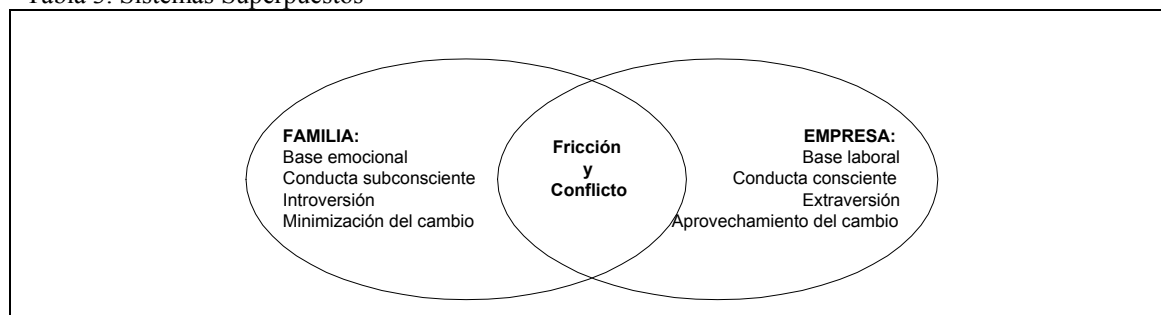 Tabla 3: Sistemas Superpuestos
FAMILIA:
Base emocional
Conducta subconsciente
Introversión
Minimización del cambio
Fricción
y
Conflicto
EMPRESA:
Base laboral
Conducta consciente
Extraversión
Aprovechamiento del cambio